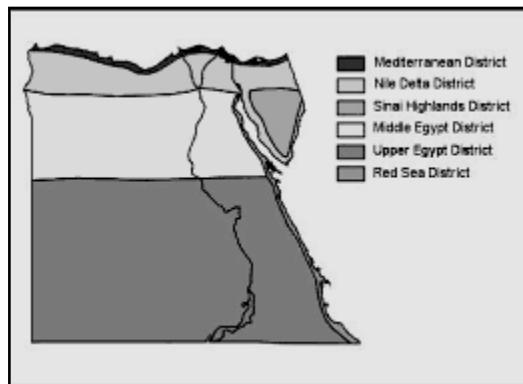 Mediterranean District
Nile Delta District
Sinai Highlands District
Middle Egypt District
Upper Egypt District
Red Sea District